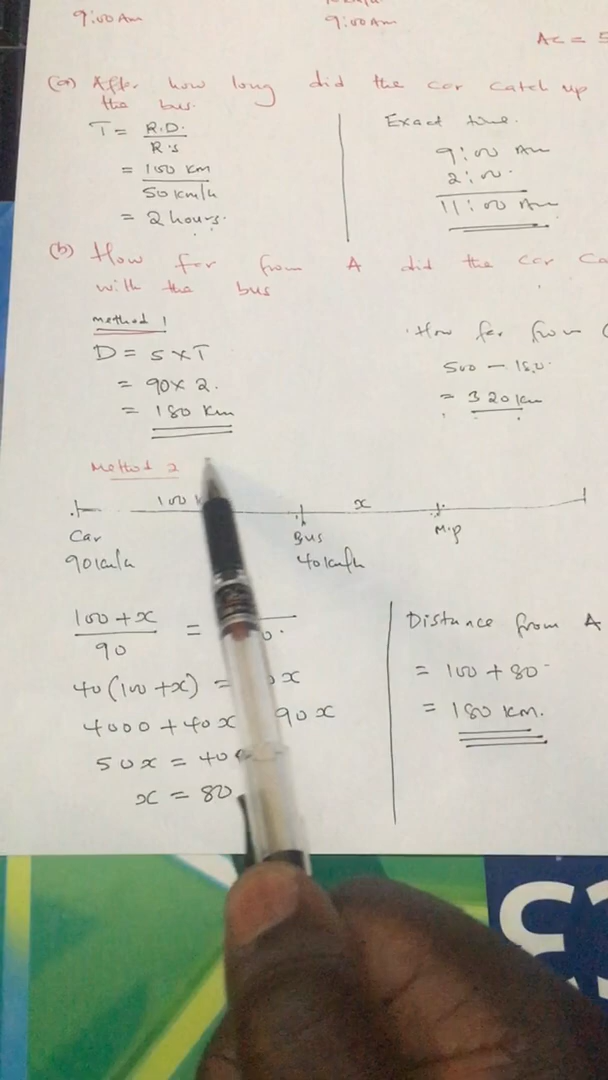 9:00 Am
9:00 Am
AC = 5
(a) After how long did the car catch up
the bus.
T = R.D.
R.S
= 100 km
50 km/h
= 2 hours.
Exact time.
9:00 Am
2:00.
11:00 Am
(b) How far from A did the car
with the bus
method 1
D = S x T
= 90 x 2.
= 180 km
How far from
500 -
= 320 km
Method 2
100
x
Car
Bus
M.p
90 km/h
40 km/h
100 + x
90
=
40(100 + x) =
x
4000 + 40x
90x
50x =
x = 80
Distance from A
= 100 + 80
= 180 km.